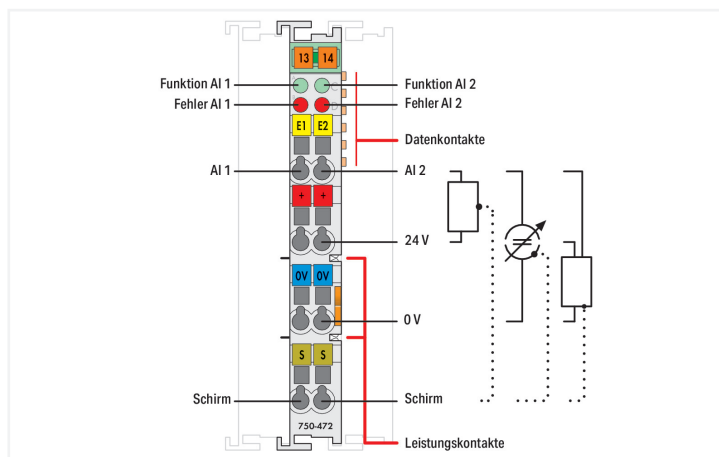 13 14
Funktion AI 1
Funktion AI 2
Fehler AI 1
Fehler AI 2
E1 E2
Datenkontakte
AI 1
AI 2
+ +
24 V
0V 0V
0 V
S S
Schirm
Schirm
750-472
Leistungskontakte